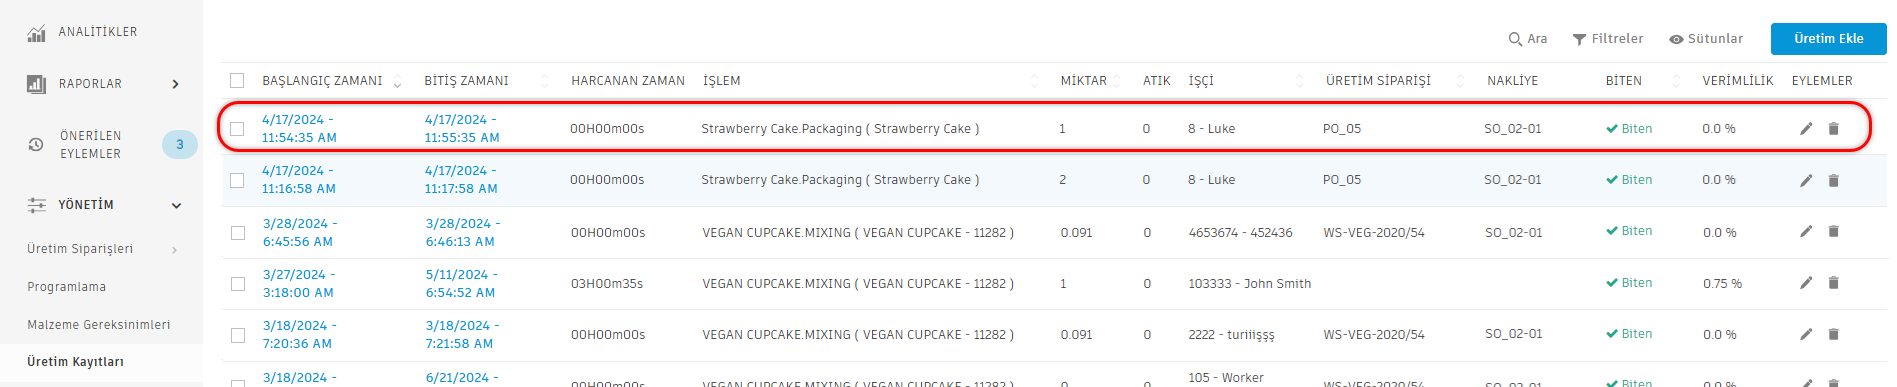 ANALİTİKLER
RAPORLAR
ÖNERİLEN
EYLEMLER
3
YÖNETİM
Üretim Siparişleri
Programlama
Malzeme Gereksinimleri
Üretim Kayıtları
Ara Filtreler Sütunlar Üretim Ekle
BAŞLANGIÇ ZAMANI BİTİŞ ZAMANI HARCANAN ZAMAN İŞLEM MİKTAR ATIK İŞÇİ ÜRETİM SİPARİŞİ NAKLİYE BİTEN VERİMLİLİK EYLEMLER
4/17/2024 - 4/17/2024 -
11:54:35 AM 11:55:35 AM 00H00m00s Strawberry Cake.Packaging ( Strawberry Cake ) 1 0 8 - Luke PO_05 SO_02-01 Biten 0.0 %
4/17/2024 - 4/17/2024 -
11:16:58 AM 11:17:58 AM 00H00m00s Strawberry Cake.Packaging ( Strawberry Cake ) 2 0 8 - Luke PO_05 SO_02-01 Biten 0.0 %
3/28/2024 - 3/28/2024 -
6:45:56 AM 6:46:13 AM 00H00m00s VEGAN CUPCAKE.MIXING ( VEGAN CUPCAKE - 11282 ) 0.091 0 4653674 - 452436 WS-VEG-2020/54 SO_02-01 Biten 0.0 %
3/27/2024 - 5/11/2024 -
3:18:00 AM 6:54:52 AM 03H00m35s VEGAN CUPCAKE.MIXING ( VEGAN CUPCAKE - 11282 ) 1 0 103333 - John Smith Biten 0.75 %
3/18/2024 - 3/18/2024 -
7:20:36 AM 7:21:58 AM 00H00m00s VEGAN CUPCAKE.MIXING ( VEGAN CUPCAKE - 11282 ) 0.091 0 2222 - turiiişşş WS-VEG-2020/54 SO_02-01 Biten 0.0 %
3/18/2024 - 6/21/2024 - 105 - Worker